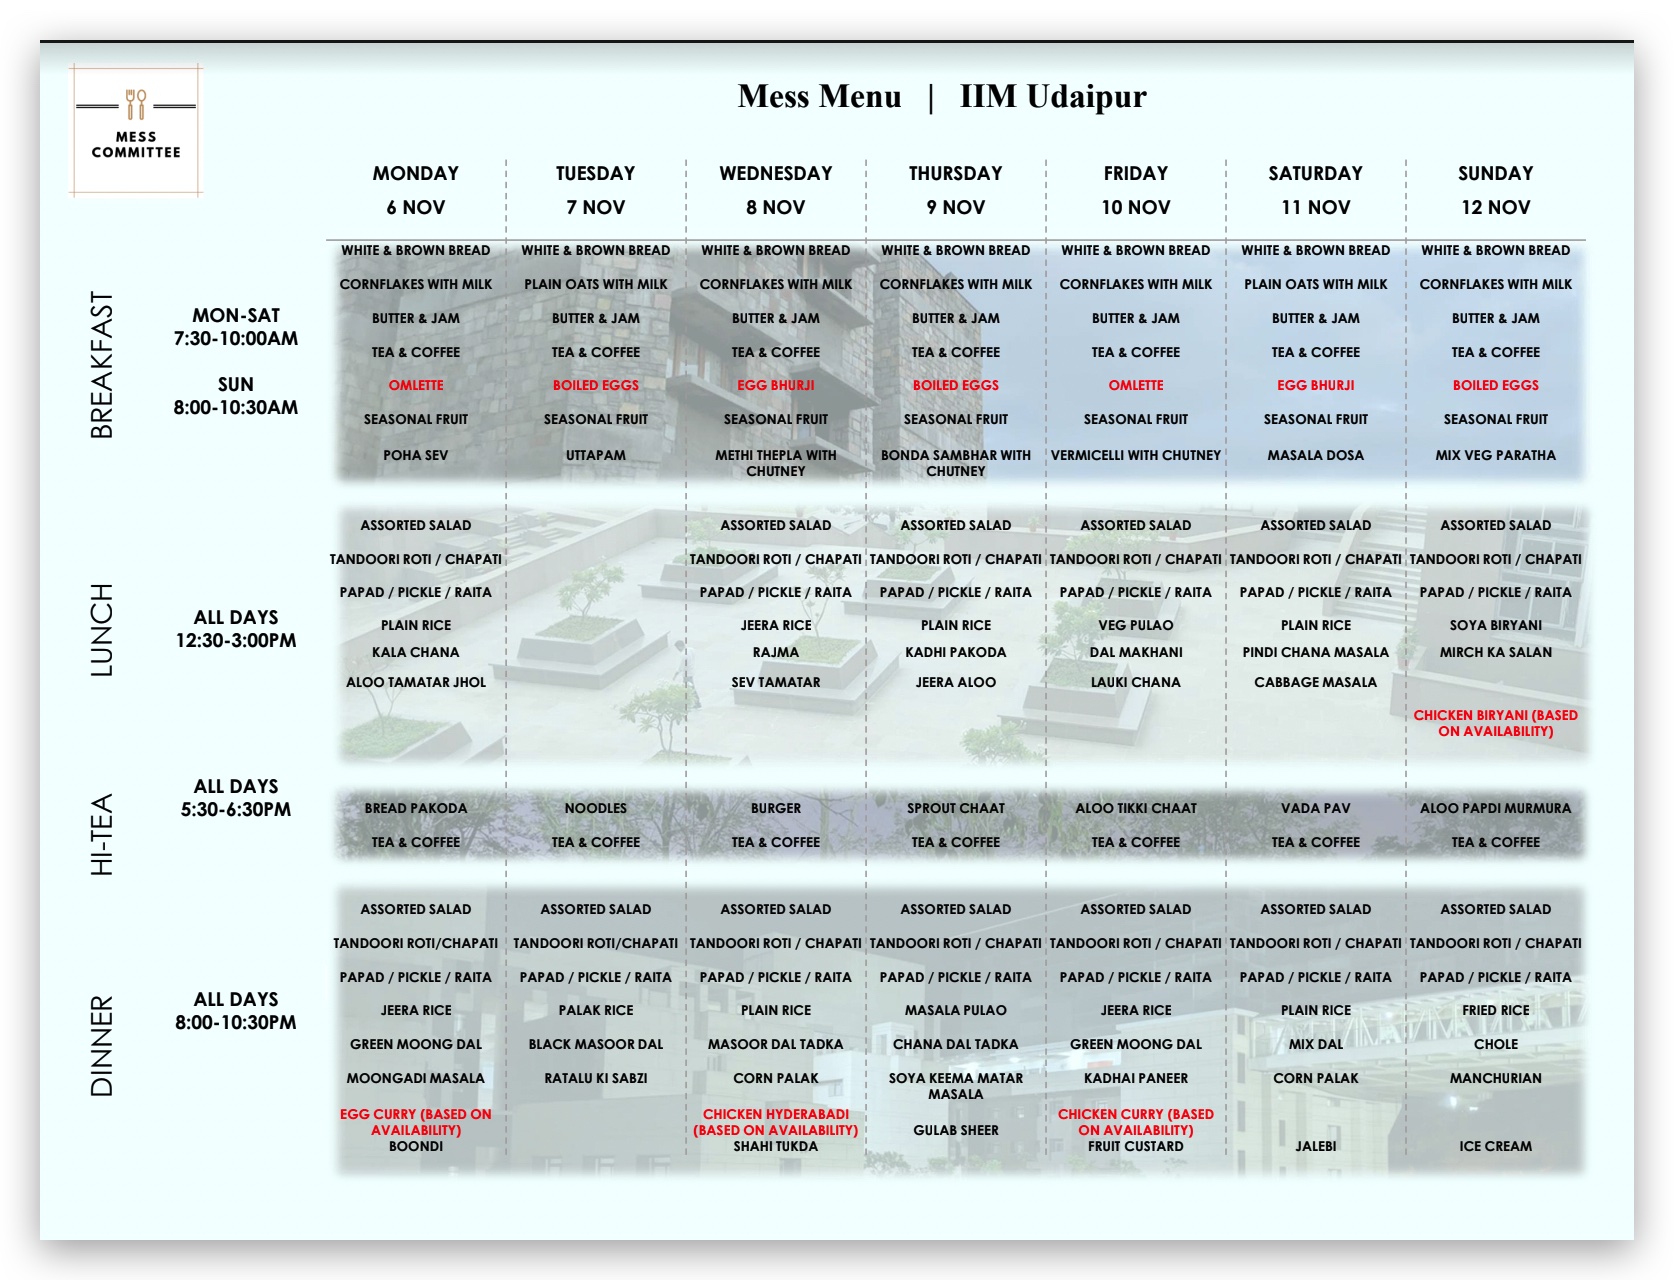 MESS
COMMITTEE
Mess Menu | IIM Udaipur
MONDAY TUESDAY WEDNESDAY THURSDAY FRIDAY SATURDAY SUNDAY
6 NOV 7 NOV 8 NOV 9 NOV 10 NOV 11 NOV 12 NOV
BREAKFAST
MON-SAT
7:30-10:00AM
SUN
8:00-10:30AM
WHITE & BROWN BREAD WHITE & BROWN BREAD WHITE & BROWN BREAD WHITE & BROWN BREAD WHITE & BROWN BREAD WHITE & BROWN BREAD WHITE & BROWN BREAD
CORNFLAKES WITH MILK PLAIN OATS WITH MILK CORNFLAKES WITH MILK CORNFLAKES WITH MILK CORNFLAKES WITH MILK PLAIN OATS WITH MILK CORNFLAKES WITH MILK
BUTTER & JAM BUTTER & JAM BUTTER & JAM BUTTER & JAM BUTTER & JAM BUTTER & JAM BUTTER & JAM
TEA & COFFEE TEA & COFFEE TEA & COFFEE TEA & COFFEE TEA & COFFEE TEA & COFFEE TEA & COFFEE
OMLETTE BOILED EGGS EGG BHURJI BOILED EGGS OMLETTE EGG BHURJI BOILED EGGS
SEASONAL FRUIT SEASONAL FRUIT SEASONAL FRUIT SEASONAL FRUIT SEASONAL FRUIT SEASONAL FRUIT SEASONAL FRUIT
POHA SEV UTTAPAM METHI THEPLA WITH BONDA SAMBHAR WITH VERMICELLI WITH CHUTNEY MASALA DOSA MIX VEG PARATHA
CHUTNEY CHUTNEY
LUNCH
ALL DAYS
12:30-3:00PM
ASSORTED SALAD ASSORTED SALAD ASSORTED SALAD ASSORTED SALAD ASSORTED SALAD ASSORTED SALAD
TANDOORI ROTI / CHAPATI TANDOORI ROTI / CHAPATI TANDOORI ROTI / CHAPATI TANDOORI ROTI / CHAPATI TANDOORI ROTI / CHAPATI TANDOORI ROTI / CHAPATI
PAPAD / PICKLE / RAITA PAPAD / PICKLE / RAITA PAPAD / PICKLE / RAITA PAPAD / PICKLE / RAITA PAPAD / PICKLE / RAITA PAPAD / PICKLE / RAITA
PLAIN RICE JEERA RICE PLAIN RICE VEG PULAO PLAIN RICE SOYA BIRYANI
KALA CHANA RAJMA KADHI PAKODA DAL MAKHANI PINDI CHANA MASALA MIRCH KA SALAN
ALOO TAMATAR JHOL SEV TAMATAR JEERA ALOO LAUKI CHANA CABBAGE MASALA
CHICKEN BIRYANI (BASED
ON AVAILABILITY)
HI-TEA
ALL DAYS
5:30-6:30PM
BREAD PAKODA NOODLES BURGER SPROUT CHAAT ALOO TIKKI CHAAT VADA PAV ALOO PAPDI MURMURA
TEA & COFFEE TEA & COFFEE TEA & COFFEE TEA & COFFEE TEA & COFFEE TEA & COFFEE TEA & COFFEE
DINNER
ALL DAYS
8:00-10:30PM
ASSORTED SALAD ASSORTED SALAD ASSORTED SALAD ASSORTED SALAD ASSORTED SALAD ASSORTED SALAD ASSORTED SALAD
TANDOORI ROTI/CHAPATI TANDOORI ROTI/CHAPATI TANDOORI ROTI / CHAPATI TANDOORI ROTI / CHAPATI TANDOORI ROTI / CHAPATI TANDOORI ROTI / CHAPATI TANDOORI ROTI / CHAPATI
PAPAD / PICKLE / RAITA PAPAD / PICKLE / RAITA PAPAD / PICKLE / RAITA PAPAD / PICKLE / RAITA PAPAD / PICKLE / RAITA PAPAD / PICKLE / RAITA PAPAD / PICKLE / RAITA
JEERA RICE PALAK RICE PLAIN RICE MASALA PULAO JEERA RICE PLAIN RICE FRIED RICE
GREEN MOONG DAL BLACK MASOOR DAL MASOOR DAL TADKA CHANA DAL TADKA GREEN MOONG DAL MIX DAL CHOLE
MOONGADI MASALA RATALU KI SABZI CORN PALAK SOYA KEEMA MATAR KADHAI PANEER CORN PALAK MANCHURIAN
MASALA
EGG CURRY (BASED ON CHICKEN HYDERABADI CHICKEN CURRY (BASED
AVAILABILITY) (BASED ON AVAILABILITY) GULAB SHEER ON AVAILABILITY)
BOONDI SHAHI TUKDA FRUIT CUSTARD JALEBI ICE CREAM